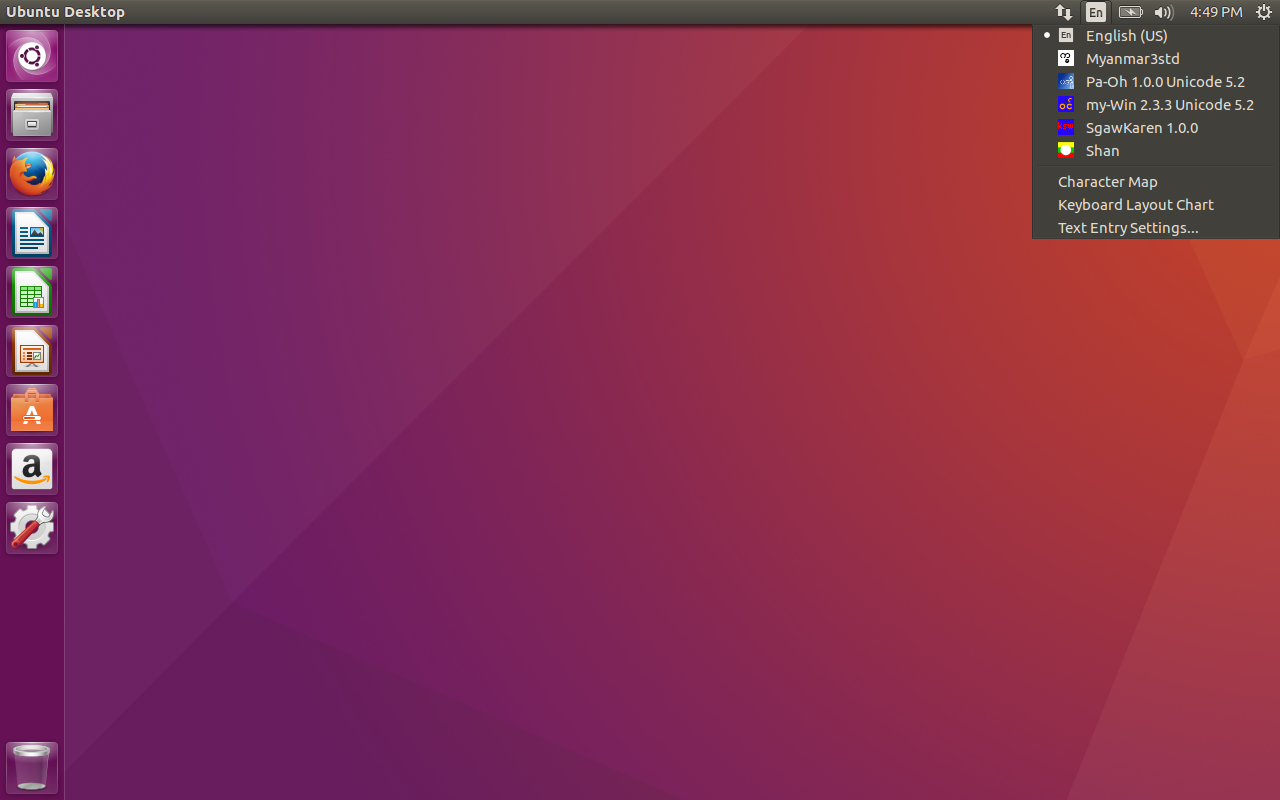 Ubuntu Desktop
En
4:49 PM
En English (US)
Myanmar3std
Pa-Oh 1.0.0 Unicode 5.2
my-Win 2.3.3 Unicode 5.2
ksw SgawKaren 1.0.0
Shan
Character Map
Keyboard Layout Chart
Text Entry Settings...